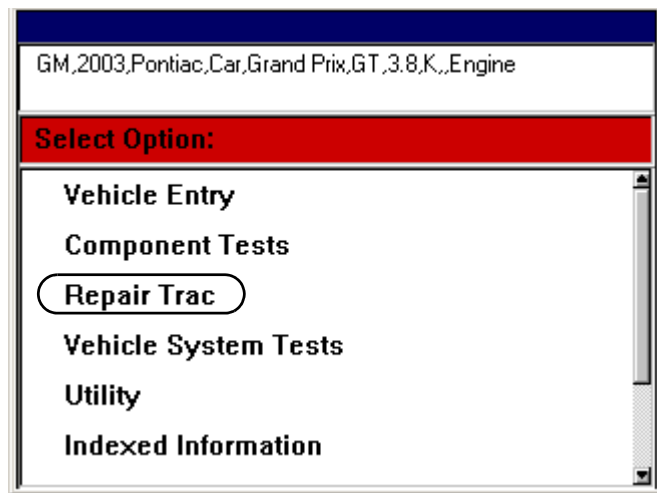 GM,2003,Pontiac,Car,Grand Prix,GT,3.8,K,,Engine
Select Option:
Vehicle Entry
Component Tests
Repair Trac
Vehicle System Tests
Utility
Indexed Information